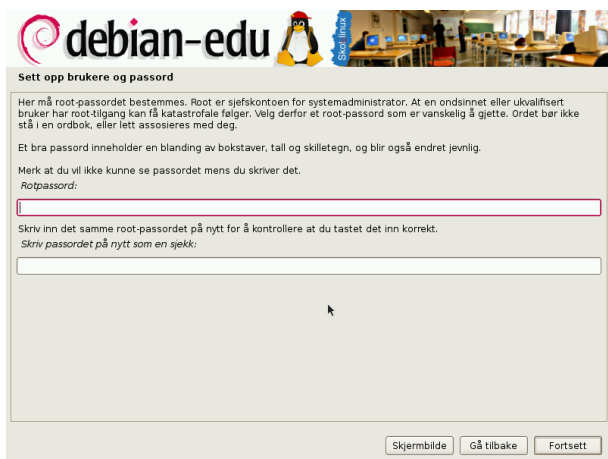 debian-edu
Skolelinux
Sett opp brukere og passord
Her må root-passordet bestemmes. Root er sjefskontoen for systemadministrator. At en ondsinnet eller ukvalifisert
bruker har root-tilgang kan få katastrofale følger. Velg derfor et root-passord som er vanskelig å gjette. Ordet bør ikke
stå i en ordbok, eller lett assosieres med deg.
Et bra passord inneholder en blanding av bokstaver, tall og skilletegn, og blir også endret jevnlig.
Merk at du vil ikke kunne se passordet mens du skriver det.
Rotpassord:
Skriv inn det samme root-passordet på nytt for å kontrollere at du tastet det inn korrekt.
Skriv passordet på nytt som en sjekk:
Skjermbilde
Gå tilbake
Fortsett